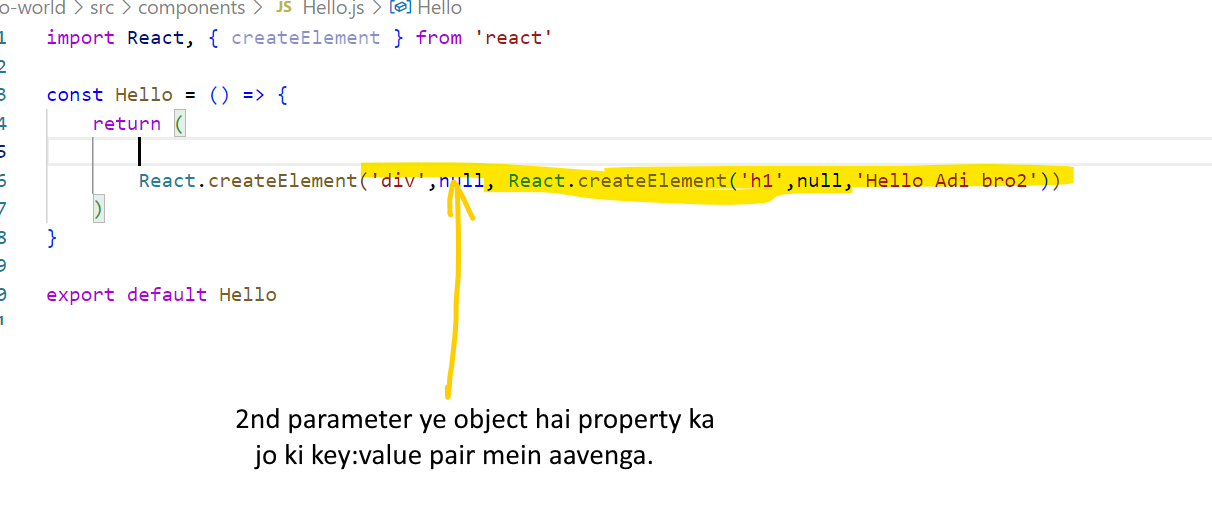 o-world > src > components > JS Hello.js > Hello
1 import React, { createElement } from 'react'
2
3 const Hello = () => {
4 return (
5
6 React.createElement('div',null, React.createElement('h1',null,'Hello Adi bro2'))
7 )
8 }
9
0 export default Hello
1
2nd parameter ye object hai property ka
jo ki key:value pair mein aavenga.